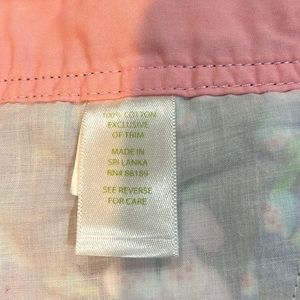 100% COTTON
EXCLUSIVE
OF TRIM
MADE IN
SRI LANKA
RN# 88189
SEE REVERSE
FOR CARE